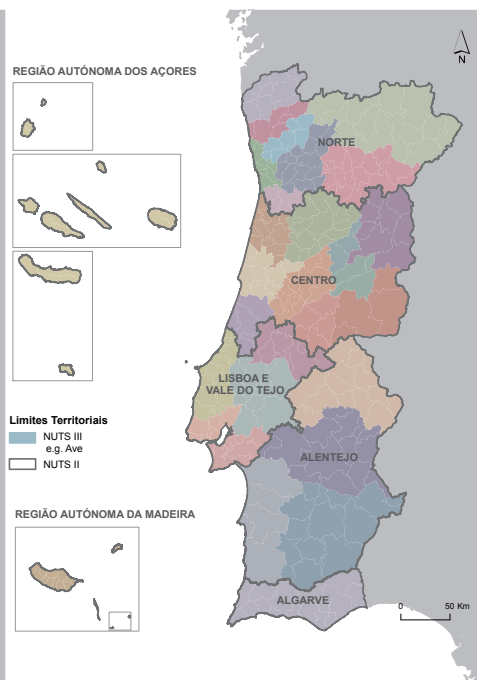 N
REGIÃO AUTÓNOMA DOS AÇORES
NORTE
CENTRO
LISBOA E
VALE DO TEJO
Limites Territoriais
NUTS III
e.g. Ave
NUTS II
ALENTEJO
REGIÃO AUTÓNOMA DA MADEIRA
ALGARVE
0 50 Km